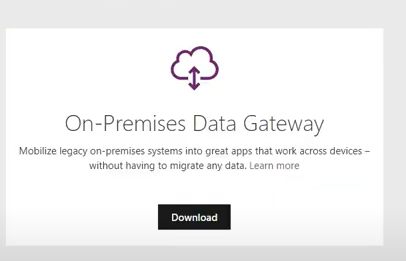 On-Premises Data Gateway
Mobilize legacy on-premises systems into great apps that work across devices –
without having to migrate any data. Learn more
Download